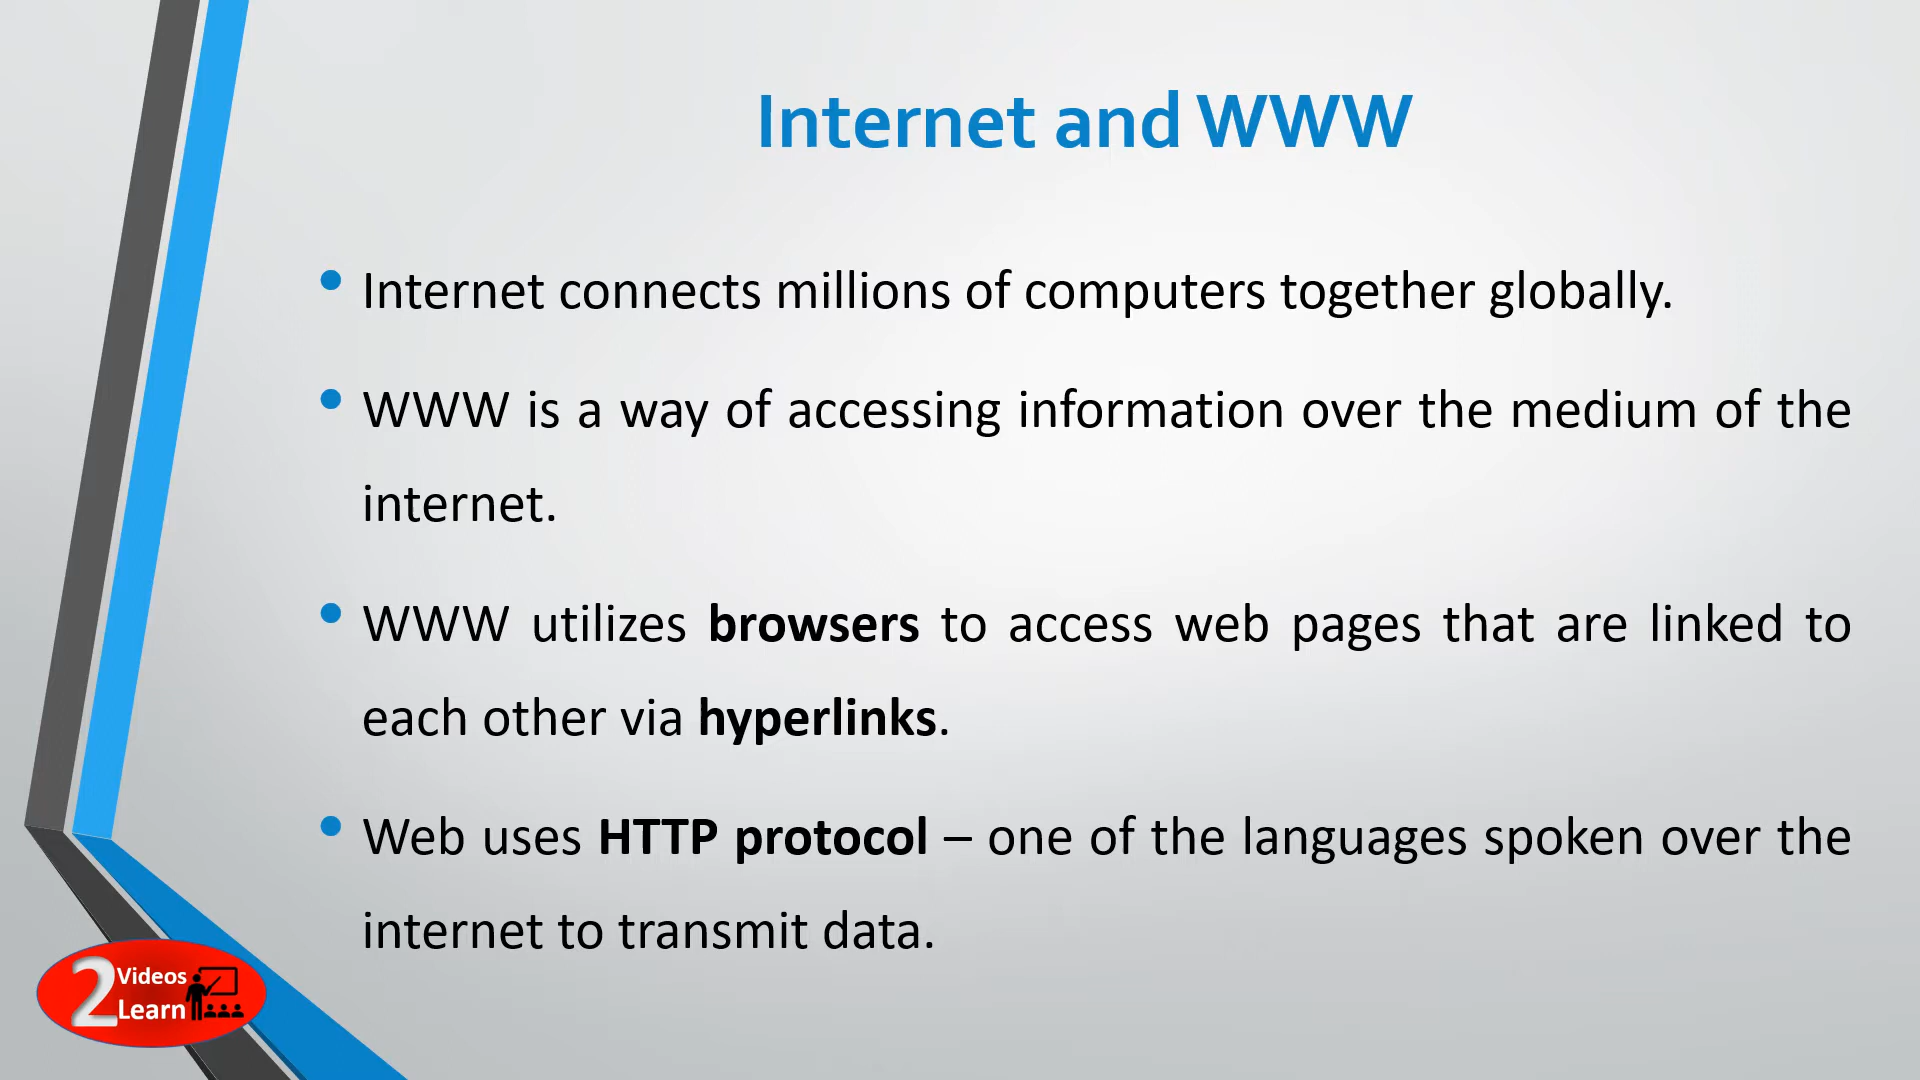 Internet and WWW
• Internet connects millions of computers together globally.
• WWW is a way of accessing information over the medium of the
internet.
• WWW utilizes browsers to access web pages that are linked to
each other via hyperlinks.
• Web uses HTTP protocol – one of the languages spoken over the
internet to transmit data.
2 Videos
Learn